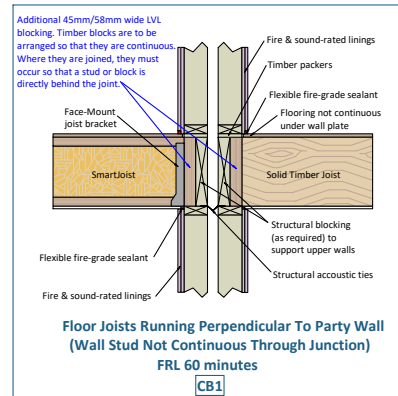 Additional 45mm/58mm wide LVL
blocking. Timber blocks are to be
arranged so that they are continuous.
Where they are joined, they must
occur so that a stud or block is
directly behind the joint.
Face-Mount
joist bracket
Fire & sound-rated linings
Timber packers
Flexible fire-grade sealant
Flooring not continuous
under wall plate
SmartJoist
Solid Timber Joist
Structural blocking
(as required) to
support upper walls
Flexible fire-grade sealant
Structural accoustic ties
Fire & sound-rated linings
Floor Joists Running Perpendicular To Party Wall
(Wall Stud Not Continuous Through Junction)
FRL 60 minutes
CB1